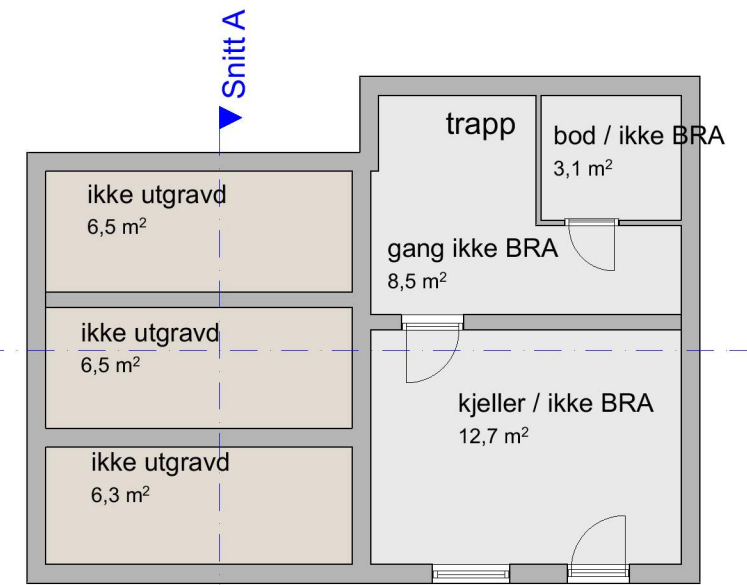 Snitt A
trapp
bod / ikke BRA
3,1 m²
ikke utgravd
6,5 m²
gang ikke BRA
8,5 m²
ikke utgravd
6,5 m²
kjeller / ikke BRA
12,7 m²
ikke utgravd
6,3 m²